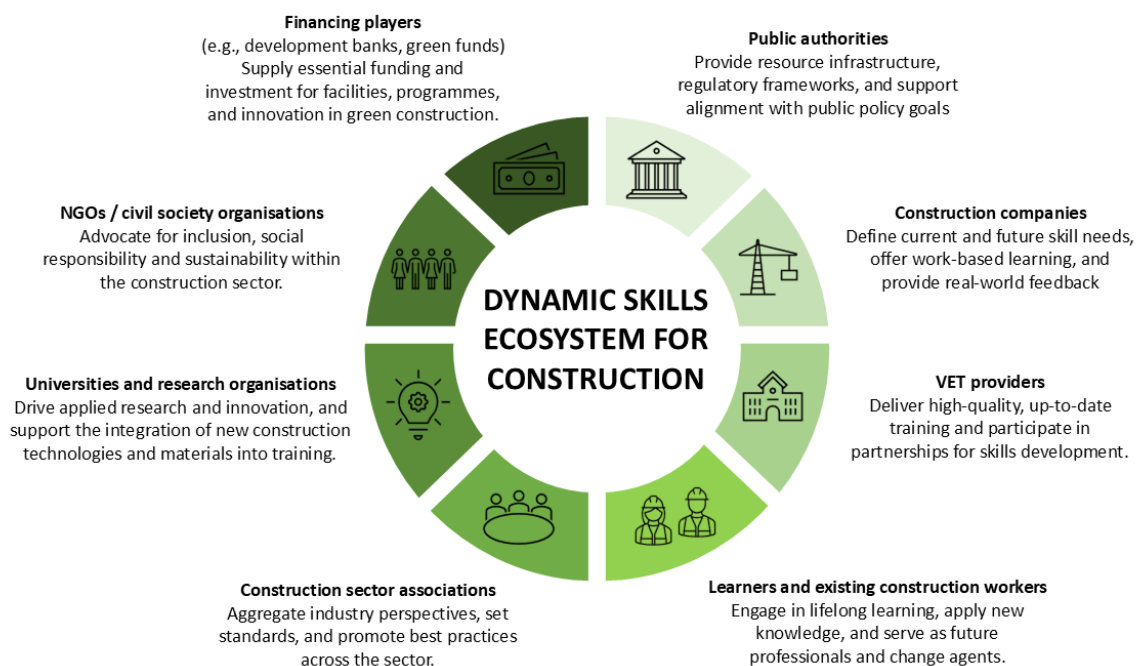 Financing players
(e.g., development banks, green funds)
Supply essential funding and
investment for facilities, programmes,
and innovation in green construction.
Public authorities
Provide resource infrastructure,
regulatory frameworks, and support
alignment with public policy goals
NGOs / civil society organisations
Advocate for inclusion, social
responsibility and sustainability within
the construction sector.
Construction companies
Define current and future skill needs,
offer work-based learning, and
provide real-world feedback
DYNAMIC SKILLS
ECOSYSTEM FOR
CONSTRUCTION
Universities and research organisations
Drive applied research and innovation, and
support the integration of new construction
technologies and materials into training.
VET providers
Deliver high-quality, up-to-date
training and participate in
partnerships for skills development.
Construction sector associations
Aggregate industry perspectives, set
standards, and promote best practices
across the sector.
Learners and existing construction workers
Engage in lifelong learning, apply new
knowledge, and serve as future
professionals and change agents.